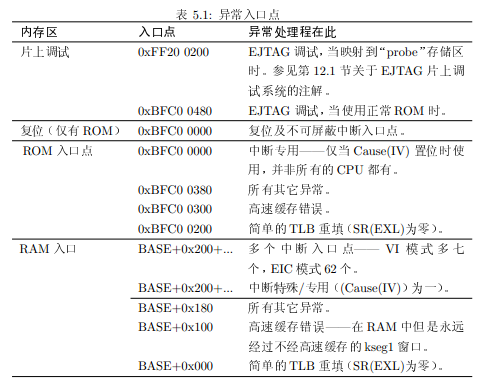 表 5.1: 异常入口点
内存区 入口点 异常处理程在此
片上调试 0xFF20 0200 EJTAG 调试,当映射到“probe”存储区
时。参见第 12.1 节关于 EJTAG 片上调
试系统的注解。
0xBFC0 0480 EJTAG 调试,当使用正常 ROM 时。
复位(仅有ROM) 0xBFC0 0000 复位及不可屏蔽中断入口点。
ROM 入口点 0xBFC0 0000 中断专用——仅当 Cause(IV) 置位时使
用,并非所有的 CPU 都有。
0xBFC0 0380 所有其它异常。
0xBFC0 0300 高速缓存错误。
0xBFC0 0200 简单的 TLB 重填(SR(EXL)为零)。
RAM 入口 BASE+0x200+... 多个中断入口点—— VI 模式多七
个,EIC 模式 62 个。
BASE+0x200+... 中断特殊/专用((Cause(IV))为一)。
BASE+0x180 所有其它异常。
BASE+0x100 高速缓存错误——在 RAM 中但是永远
经过不经高速缓存的 kseg1 窗口。
BASE+0x000 简单的 TLB 重填(SR(EXL)为零)。